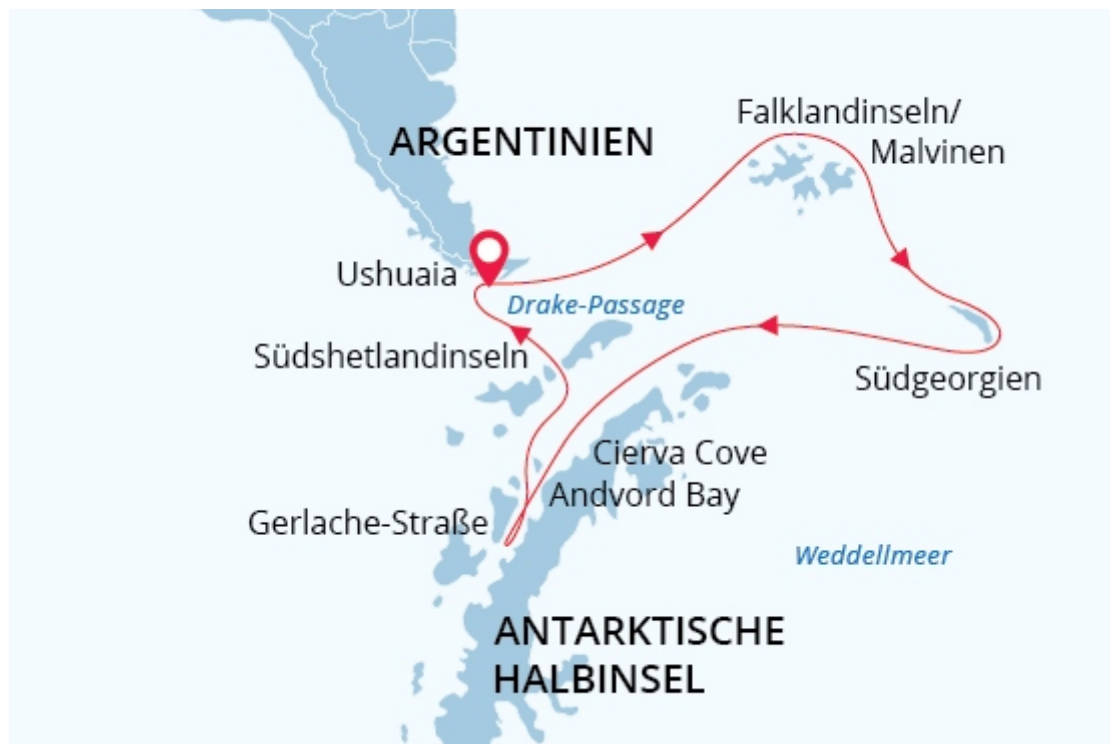 Falklandinseln/
Malvinen
ARGENTINIEN
Ushuaia
Drake-Passage
Südshetlandinseln
Südgeorgien
Cierva Cove
Andvord Bay
Gerlache-Straße
Weddellmeer
ANTARKTISCHE
HALBINSEL